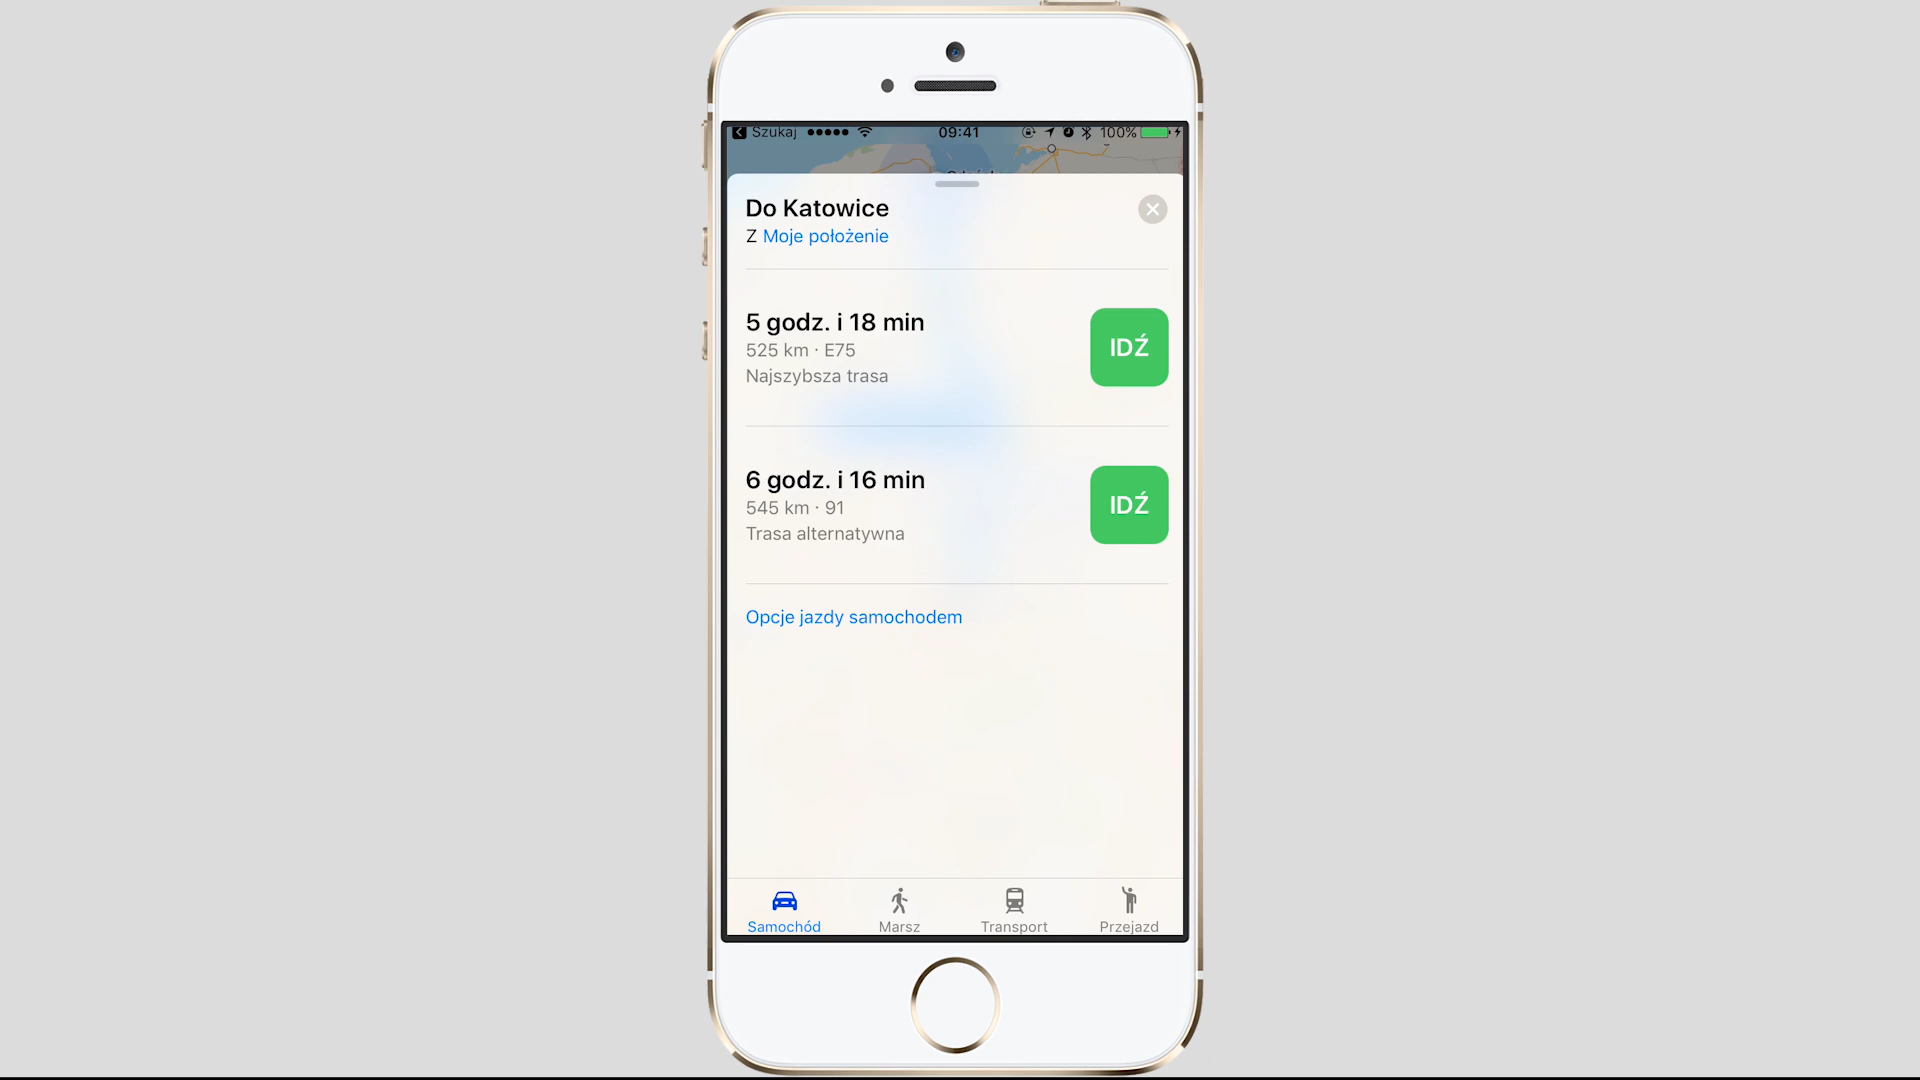 Szukaj 09:41 100%
Do Katowice
Z Moje położenie
5 godz. i 18 min
525 km · E75
Najszybsza trasa
IDŹ
6 godz. i 16 min
545 km · 91
Trasa alternatywna
IDŹ
Opcje jazdy samochodem
Samochód Marsz Transport Przejazd